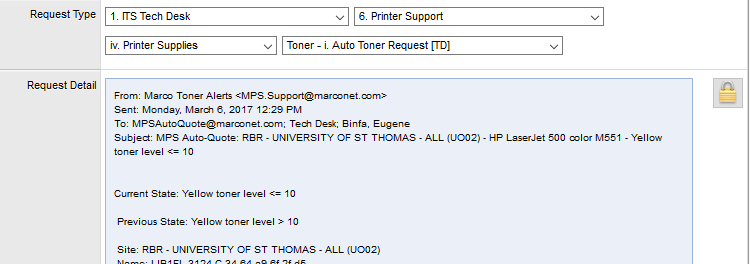 Request Type
1. ITS Tech Desk
6. Printer Support
iv. Printer Supplies
Toner - i. Auto Toner Request [TD]
Request Detail
From: Marco Toner Alerts <MPS.Support@marconet.com>
Sent: Monday, March 6, 2017 12:29 PM
To: MPSAutoQuote@marconet.com; Tech Desk; Binfa, Eugene
Subject: MPS Auto-Quote: RBR - UNIVERSITY OF ST THOMAS - ALL (UO02) - HP LaserJet 500 color M551 - Yellow
toner level <= 10
Current State: Yellow toner level <= 10
Previous State: Yellow toner level > 10
Site: RBR - UNIVERSITY OF ST THOMAS - ALL (UO02)
Name: